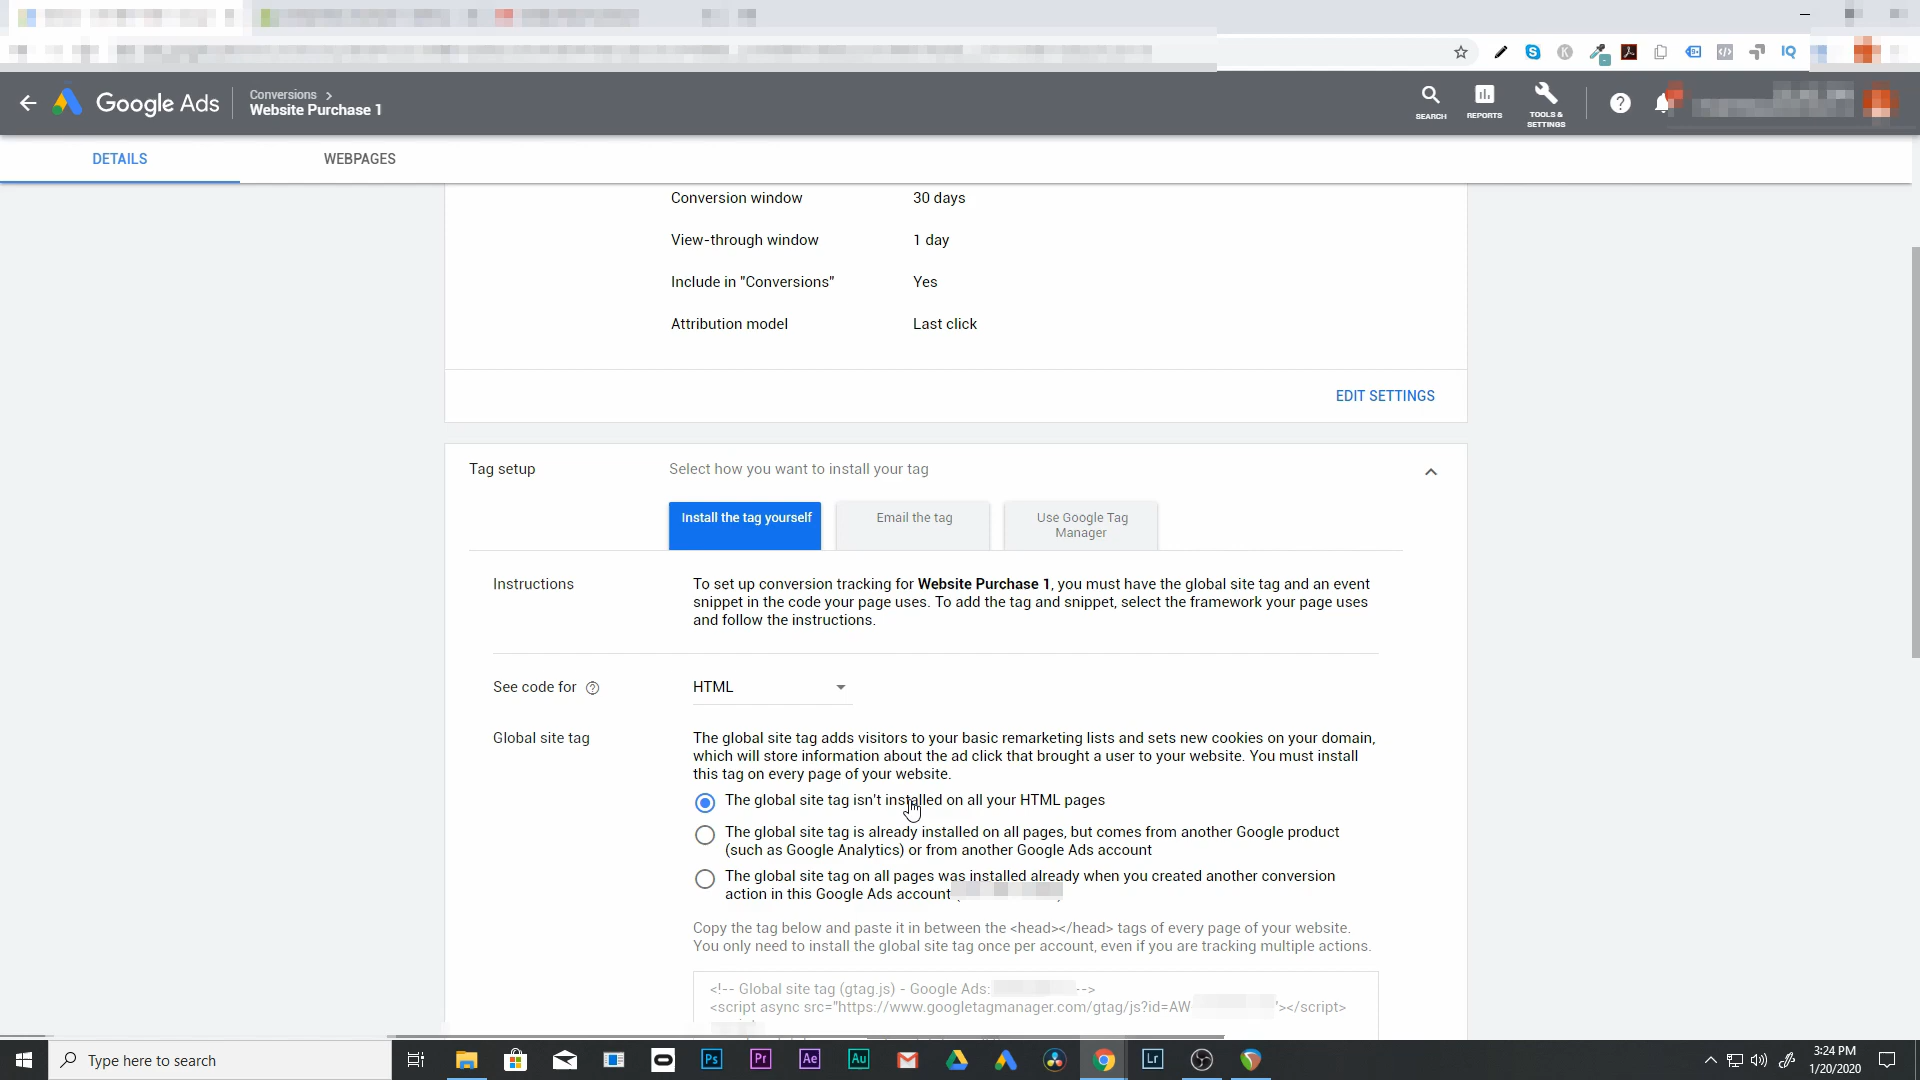 Google Ads
Conversions >
Website Purchase 1
SEARCH
REPORTS
TOOLS &
SETTINGS
DETAILS
WEBPAGES
Conversion window 30 days
View-through window 1 day
Include in "Conversions" Yes
Attribution model Last click
EDIT SETTINGS
Tag setup
Select how you want to install your tag
Install the tag yourself
Email the tag
Use Google Tag
Manager
Instructions
To set up conversion tracking for Website Purchase 1, you must have the global site tag and an event
snippet in the code your page uses. To add the tag and snippet, select the framework your page uses
and follow the instructions.
See code for
HTML
Global site tag
The global site tag adds visitors to your basic remarketing lists and sets new cookies on your domain,
which will store information about the ad click that brought a user to your website. You must install
this tag on every page of your website.
The global site tag isn't installed on all your HTML pages
The global site tag is already installed on all pages, but comes from another Google product
(such as Google Analytics) or from another Google Ads account
The global site tag on all pages was installed already when you created another conversion
action in this Google Ads account
Copy the tag below and paste it in between the <head></head> tags of every page of your website.
You only need to install the global site tag once per account, even if you are tracking multiple actions.
<!-- Global site tag (gtag.js) - Google Ads: -->
<script async src="https://www.googletagmanager.com/gtag/js?id=AW "></script>
Type here to search
Ps
Pr
Ae
Au
Lr
IQ
3:24 PM
1/20/2020